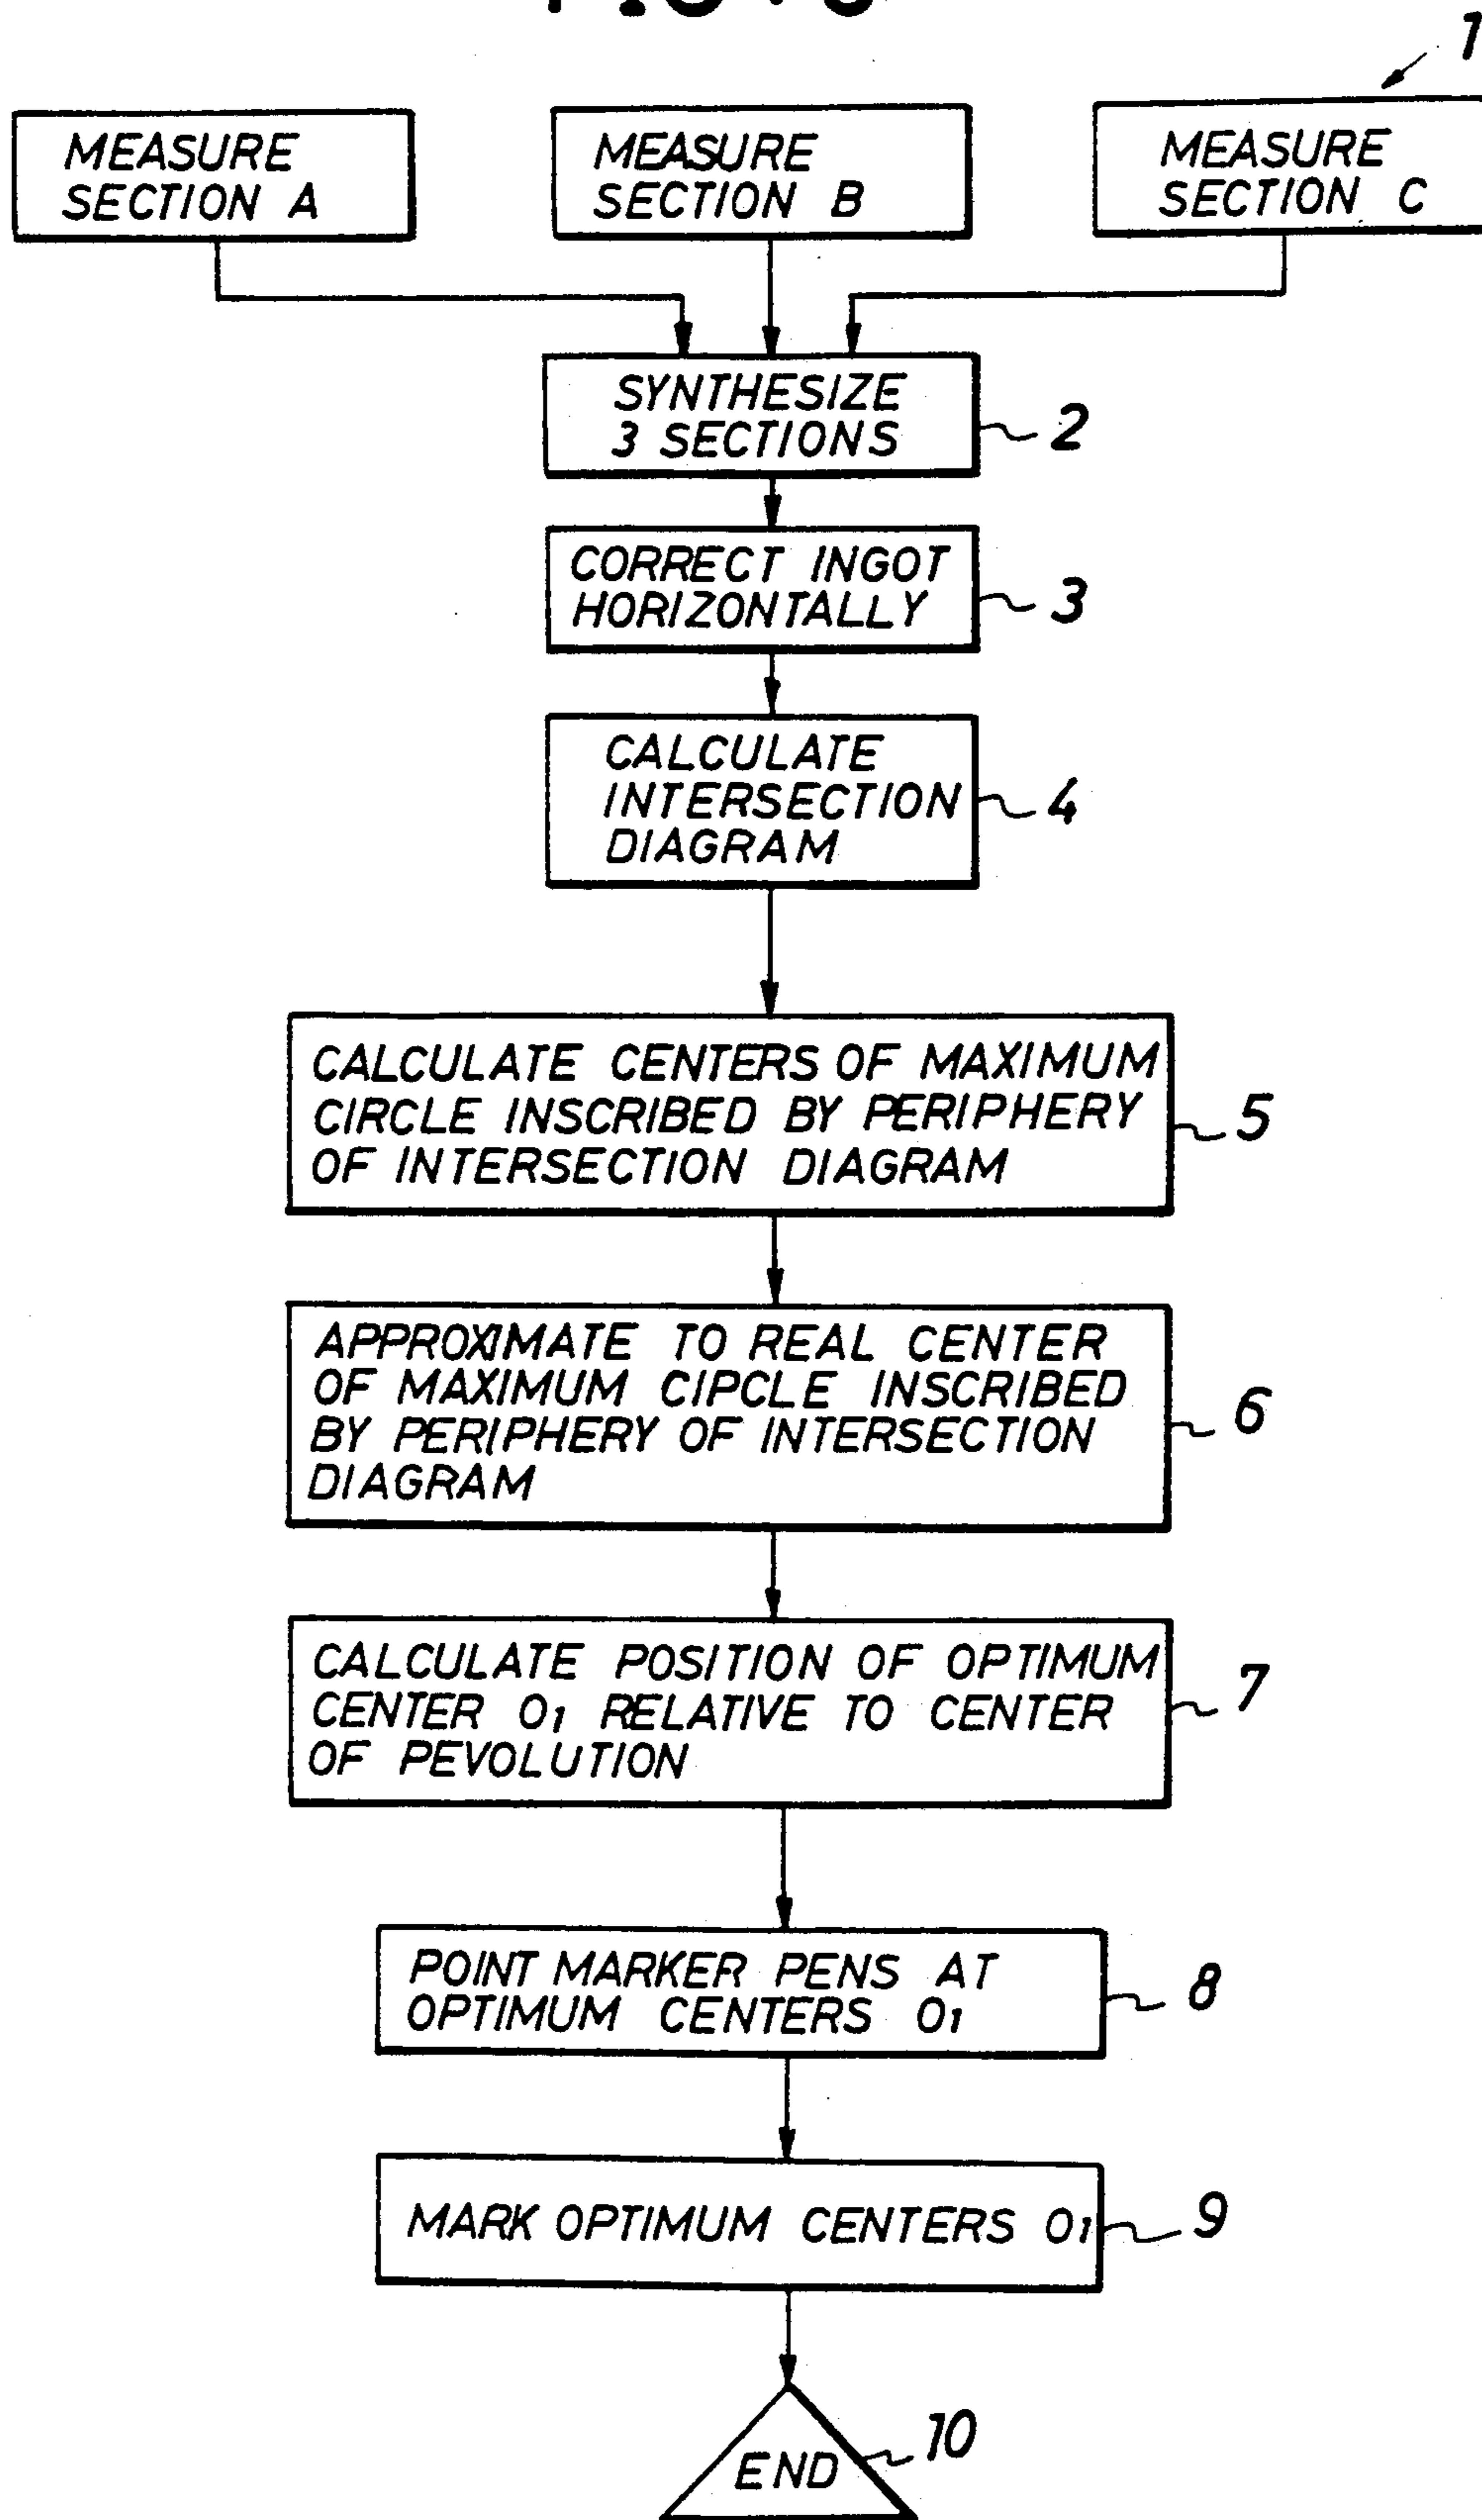 1
MEASURE
SECTION A
MEASURE
SECTION B
MEASURE
SECTION C
SYNTHESIZE
3 SECTIONS
2
CORRECT INGOT
HORIZONTALLY
3
CALCULATE
INTERSECTION
DIAGRAM
4
CALCULATE CENTERS OF MAXIMUM
CIRCLE INSCRIBED BY PERIPHERY
OF INTERSECTION DIAGRAM
5
APPROXIMATE TO REAL CENTER
OF MAXIMUM CIPCLE INSCRIBED
BY PERIPHERY OF INTERSECTION
DIAGRAM
6
CALCULATE POSITION OF OPTIMUM
CENTER O1 RELATIVE TO CENTER
OF PEVOLUTION
7
POINT MARKER PENS AT
OPTIMUM CENTERS O1
8
MARK OPTIMUM CENTERS O1
9
END
10